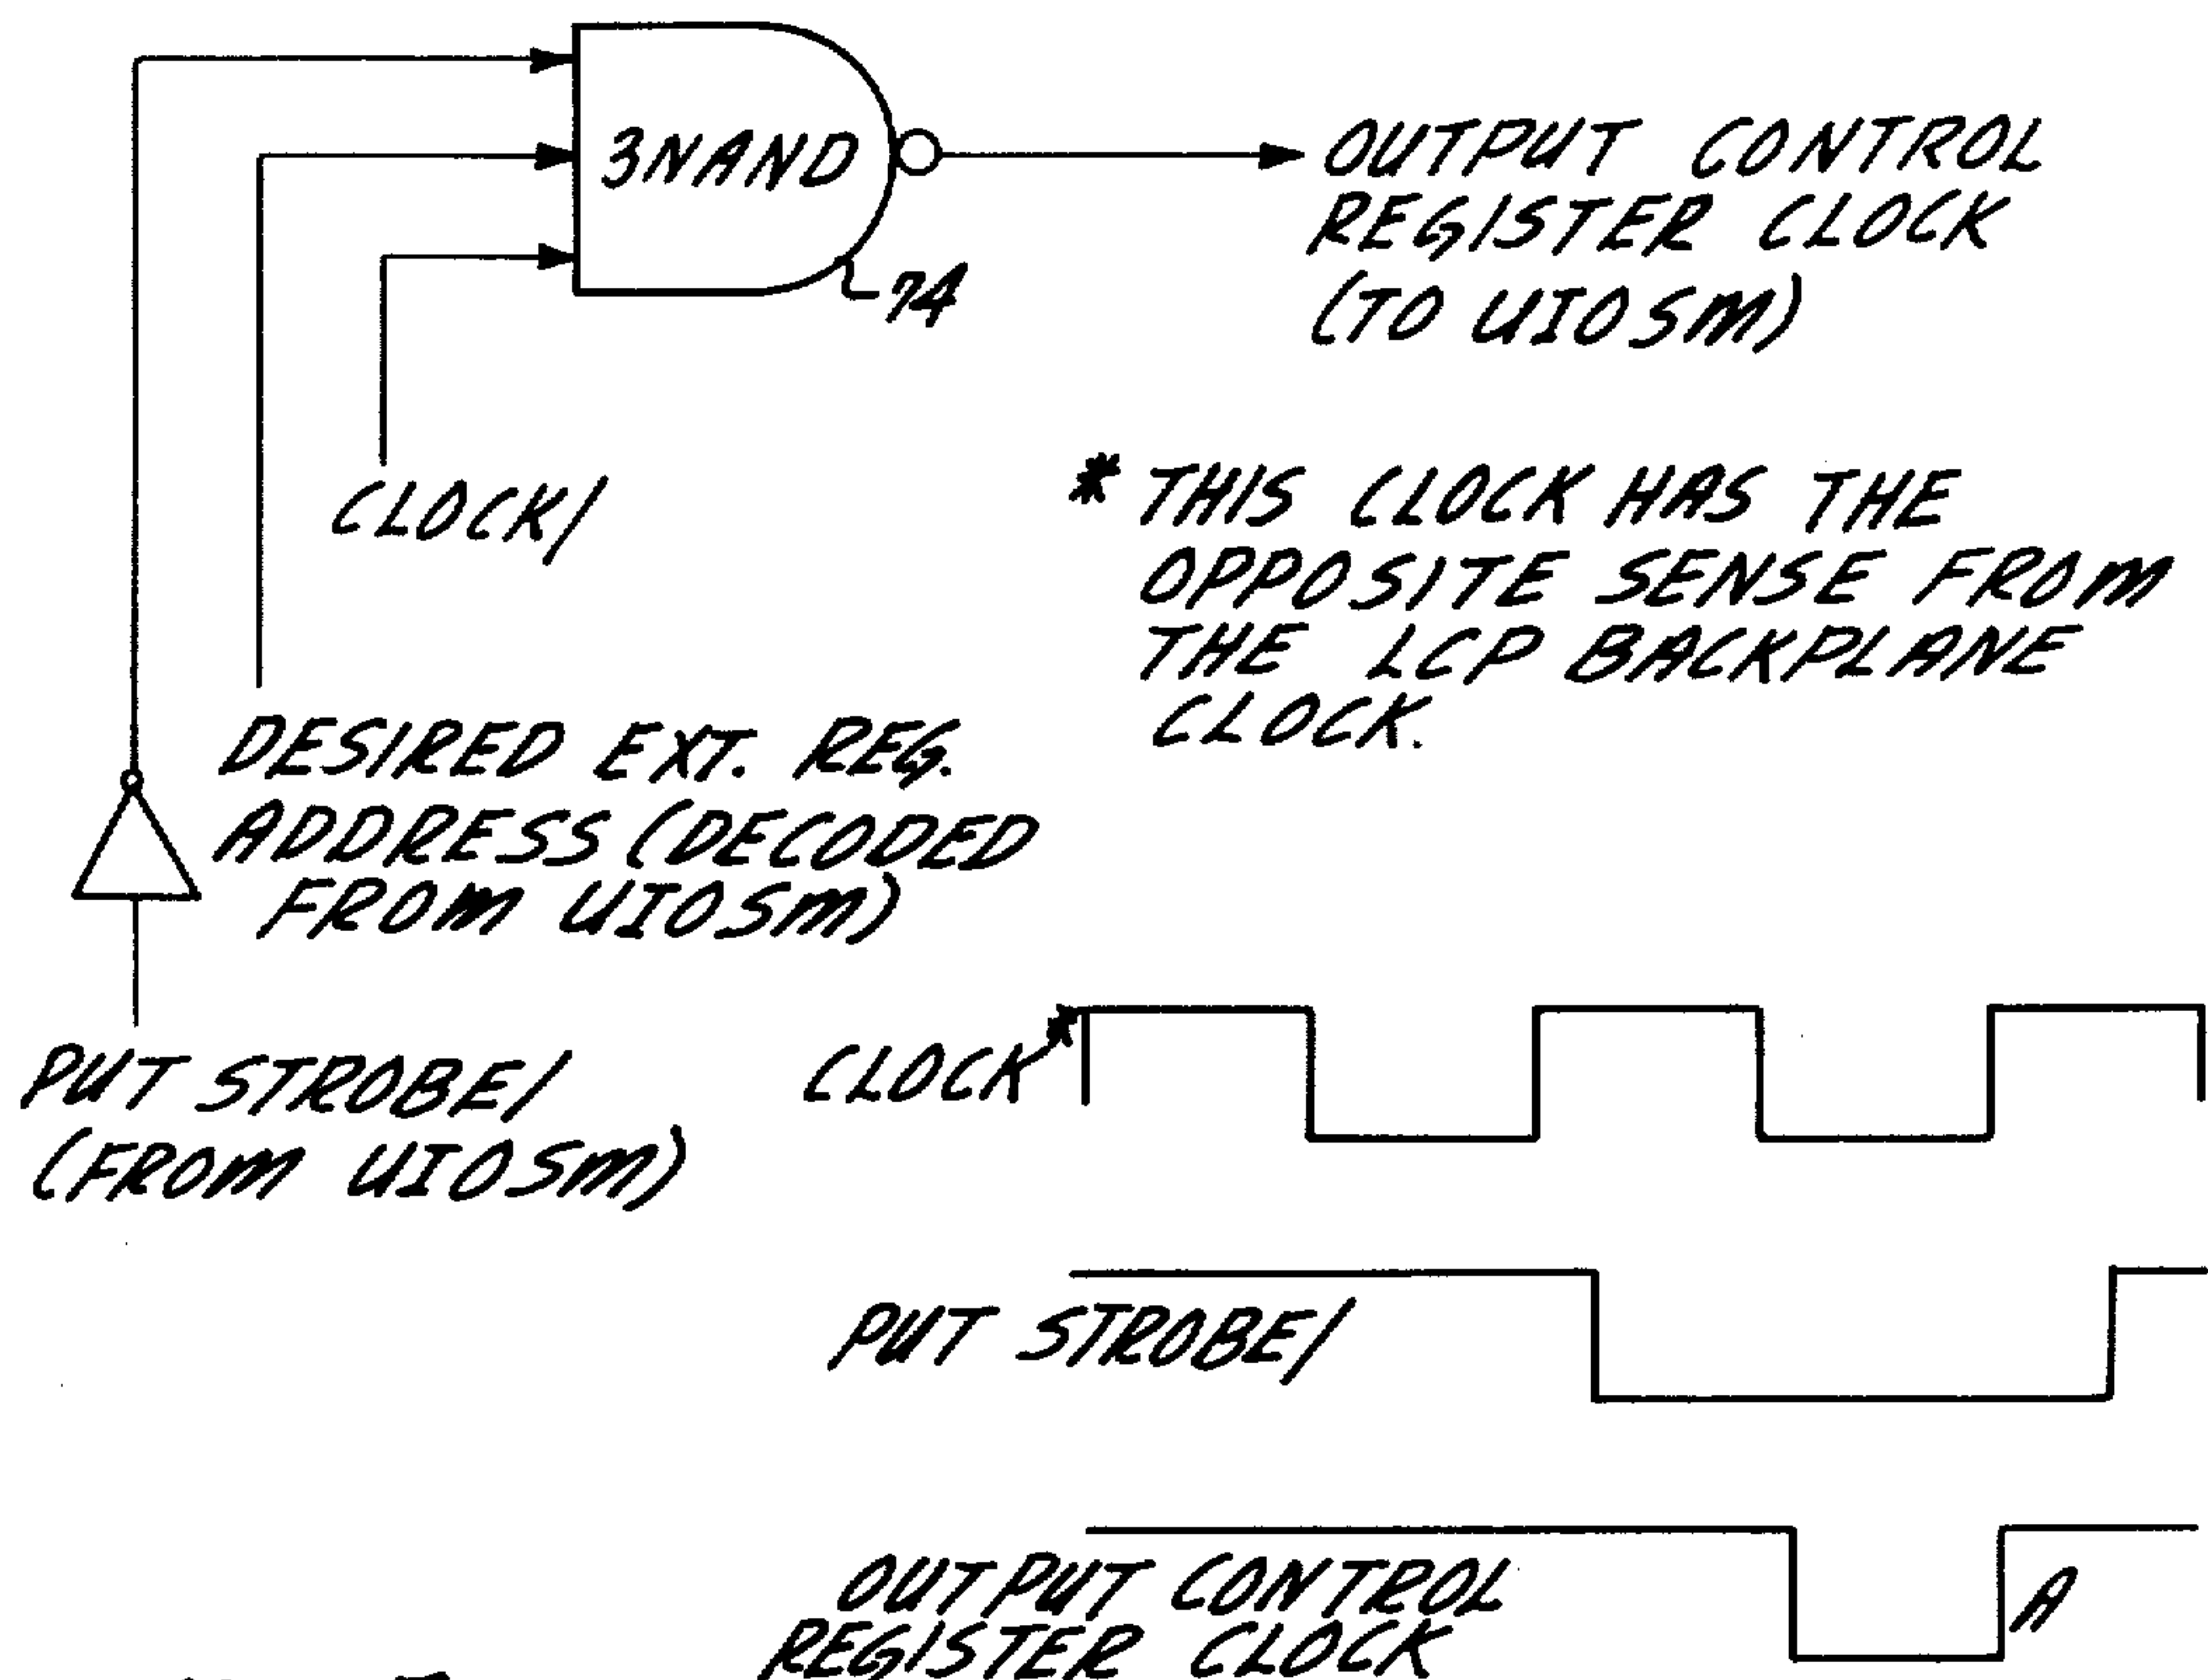 3NAND
OUTPUT CONTROL
REGISTER CLOCK
(TO UIOSM)
74
CLOCK/
* THIS CLOCK HAS THE
OPPOSITE SENSE FROM
THE LCP BACKPLANE
CLOCK.
DESIRED EXT. REG.
ADDRESS (DECODED
FROM UIOSM)
PUT STROBE/
(FROM UIOSM)
CLOCK*
PUT STROBE/
OUTPUT CONTROL
REGISTER CLOCK
A